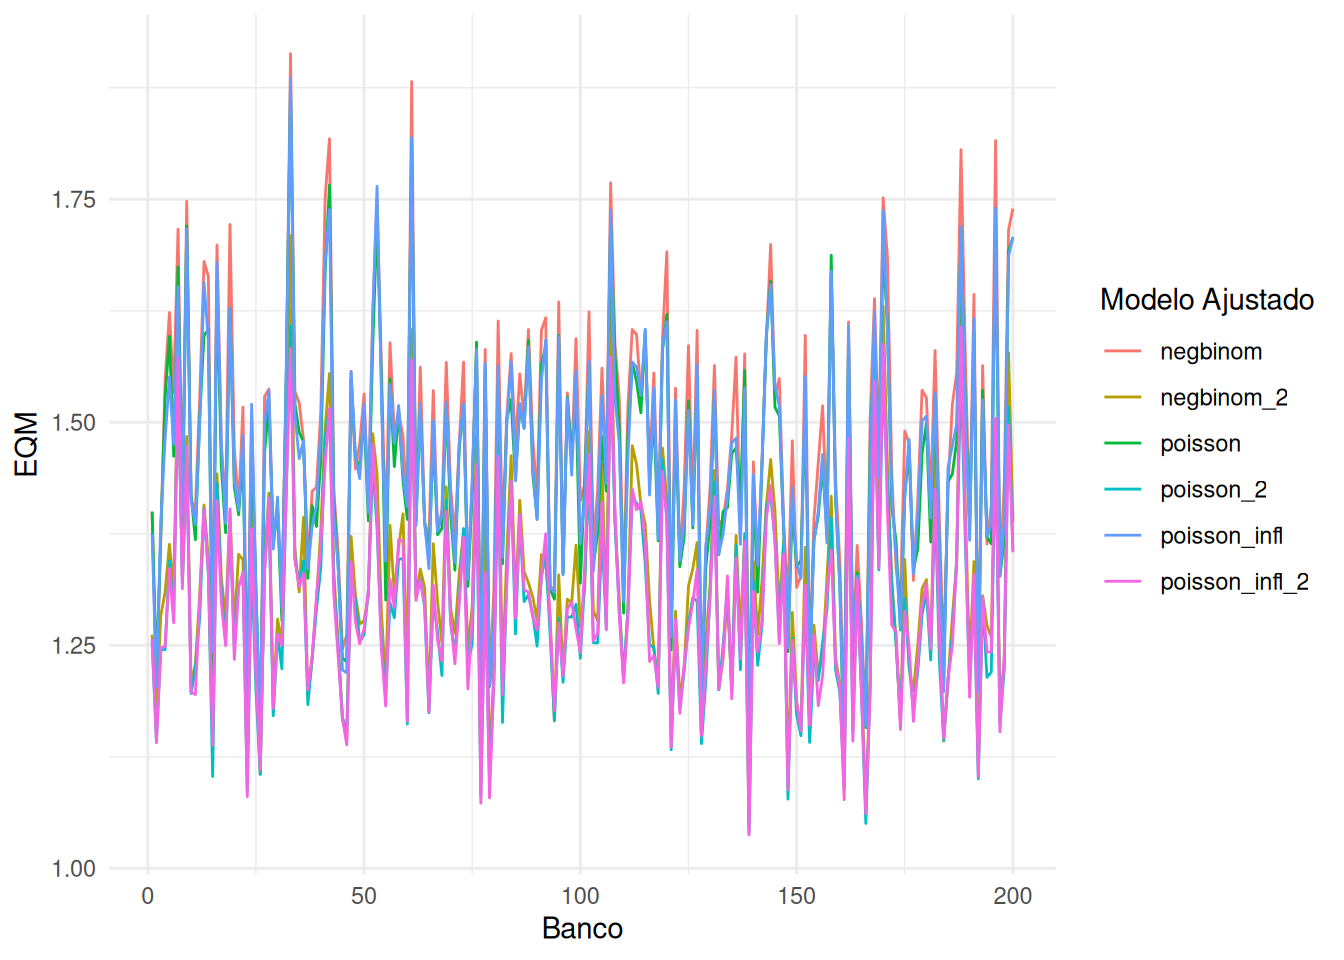 EQM
1.75
1.50
1.25
1.00
0
50
100
150
200
Banco
Modelo Ajustado
negbinom
negbinom_2
poisson
poisson_2
poisson_infl
poisson_infl_2